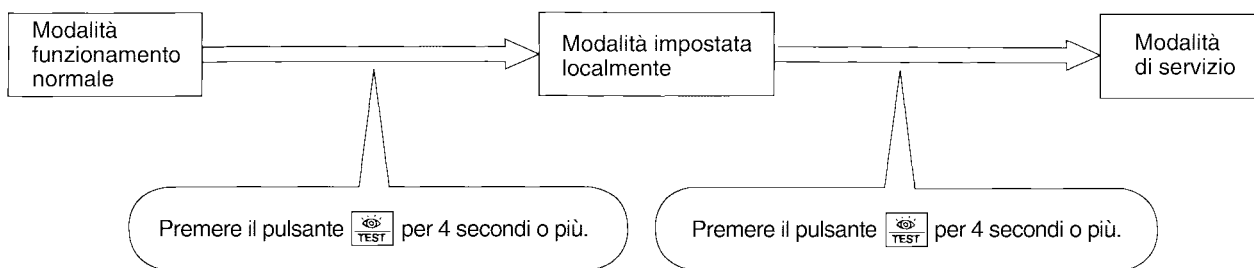 Modalità
funzionamento
normale
Modalità impostata
localmente
Modalità
di servizio
Premere il pulsante TEST per 4 secondi o più.
Premere il pulsante TEST per 4 secondi o più.